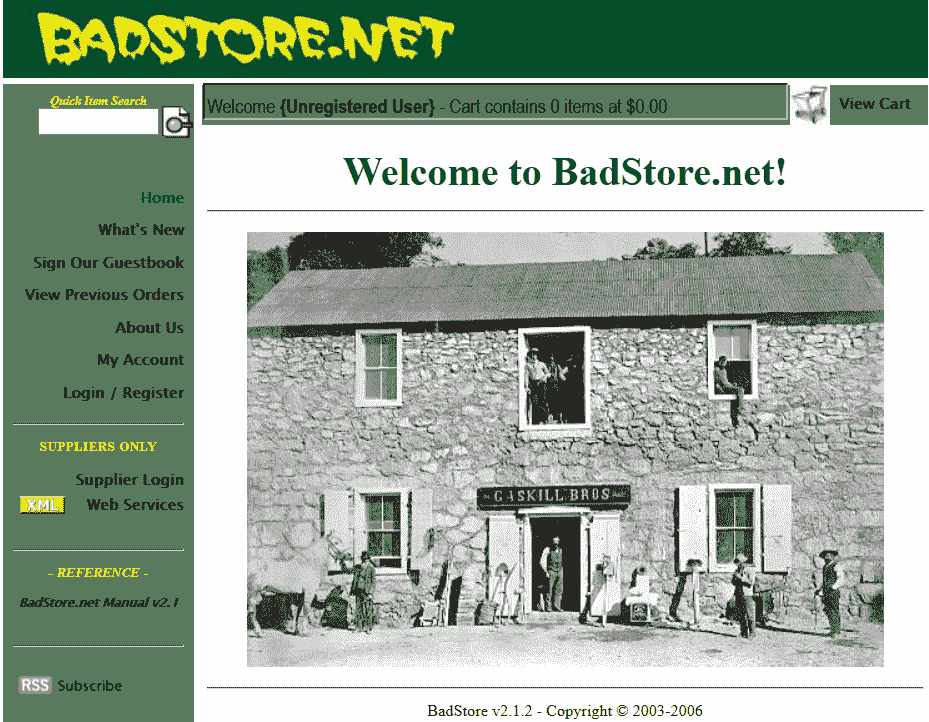 BADSTORE.NET
Quick Item Search
Welcome {Unregistered User} - Cart contains 0 items at $0.00
View Cart
Home
What's New
Sign Our Guestbook
View Previous Orders
About Us
My Account
Login / Register
SUPPLIERS ONLY
Supplier Login
XML Web Services
- REFERENCE -
BadStore.net Manual v2.1
RSS Subscribe
Welcome to BadStore.net!
GASKILL BROS
BadStore v2.1.2 - Copyright © 2003-2006